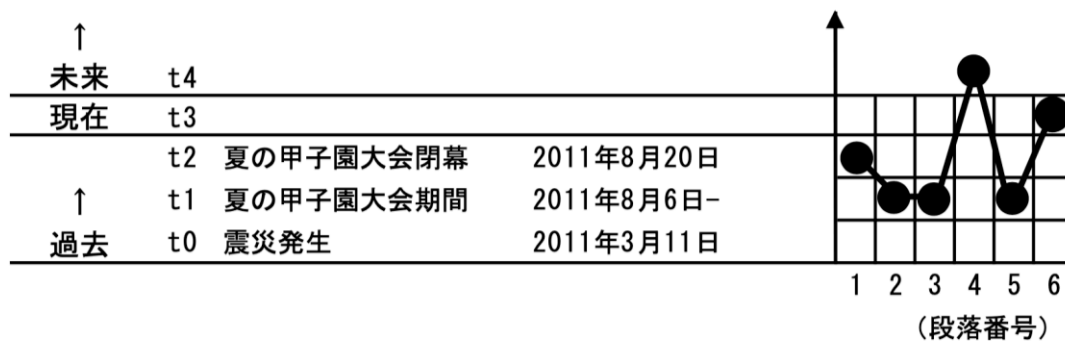 ↑
未来 t4
現在 t3
t2 夏の甲子園大会閉幕 2011年8月20日
↑ t1 夏の甲子園大会期間 2011年8月6日-
過去 t0 震災発生 2011年3月11日
1 2 3 4 5 6
(段落番号)